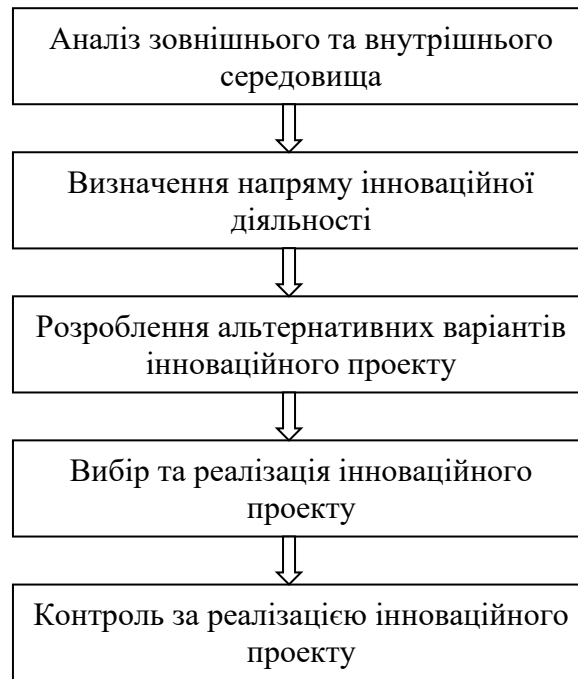 Аналіз зовнішнього та внутрішнього
середовища
Визначення напряму інноваційної
діяльності
Розроблення альтернативних варіантів
інноваційного проекту
Вибір та реалізація інноваційного
проекту
Контроль за реалізацією інноваційного
проекту